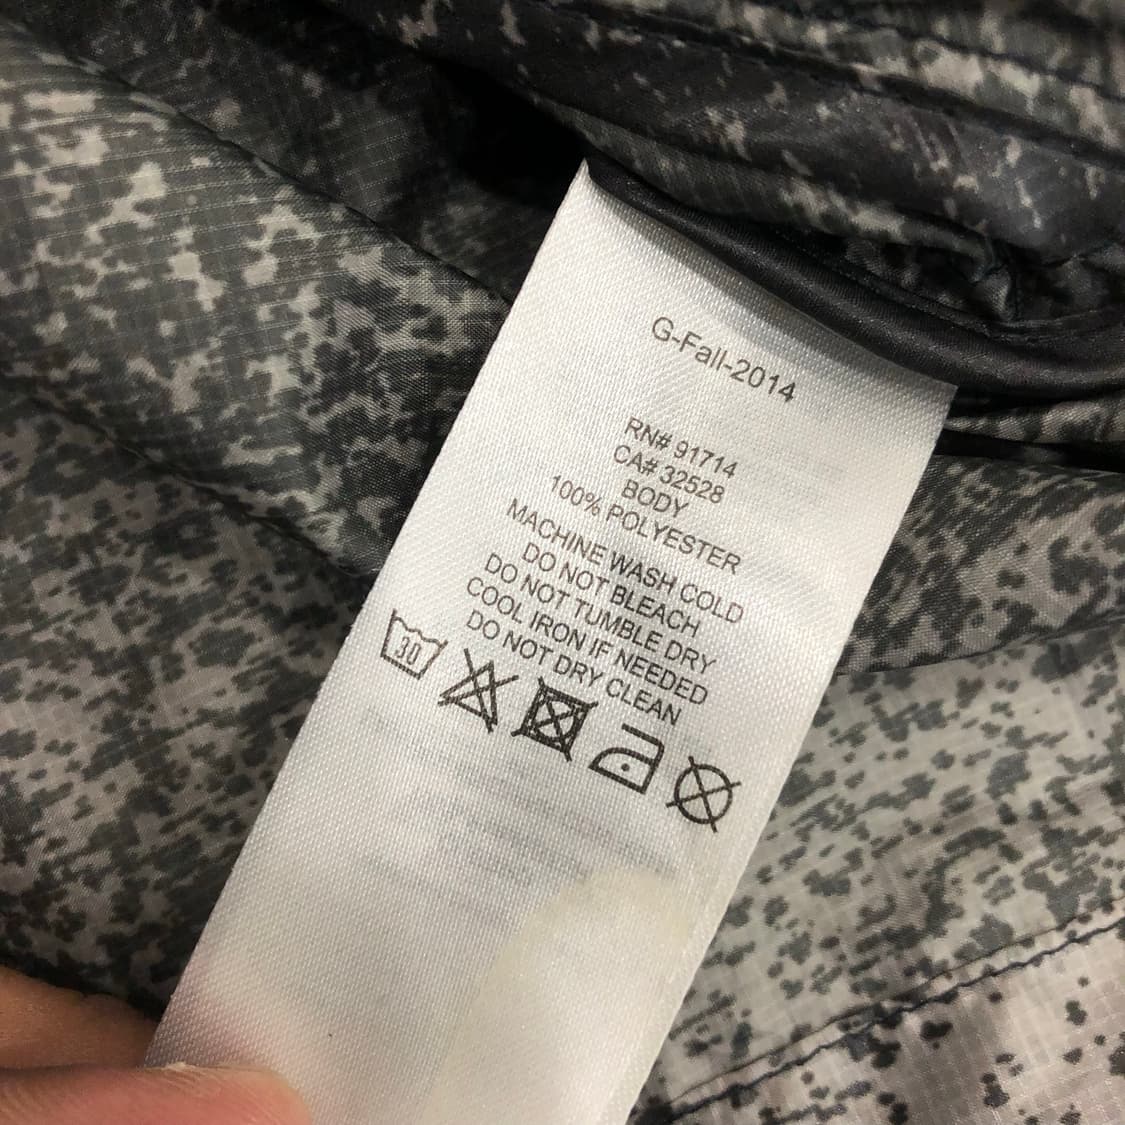 G-Fall-2014
RN# 91714
CA# 32528
BODY
100% POLYESTER
MACHINE WASH COLD
DO NOT BLEACH
DO NOT TUMBLE DRY
COOL IRON IF NEEDED
DO NOT DRY CLEAN
30